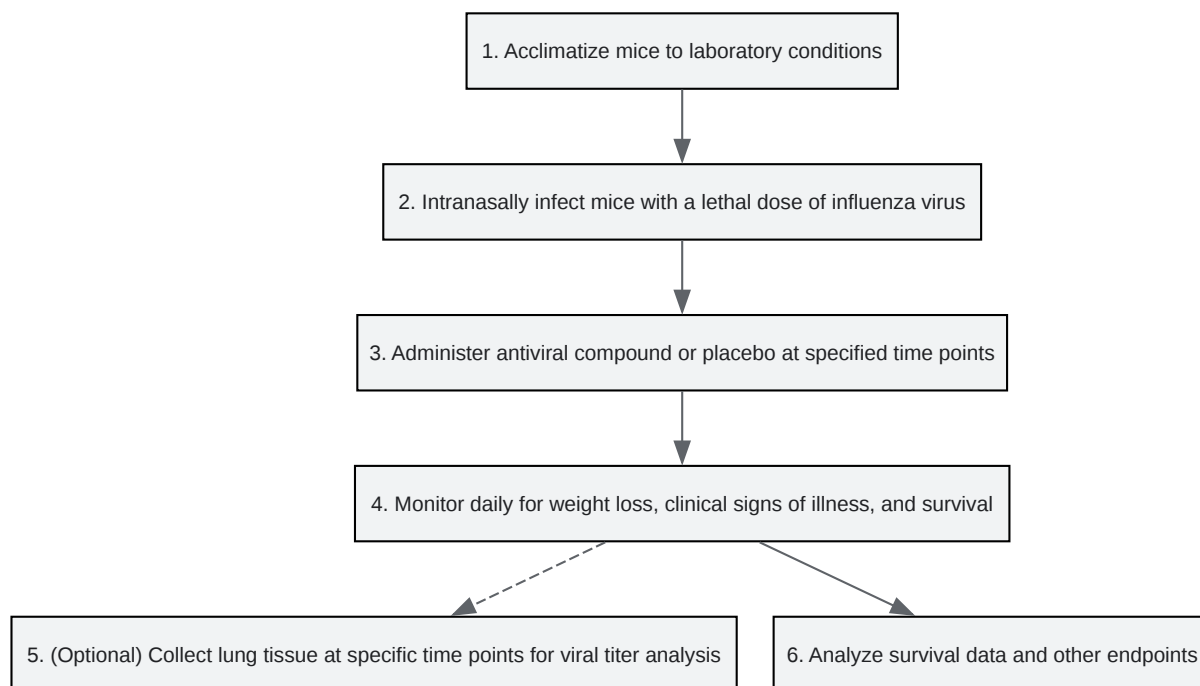 1. Acclimatize mice to laboratory conditions
2. Intranasally infect mice with a lethal dose of influenza virus
3. Administer antiviral compound or placebo at specified time points
4. Monitor daily for weight loss, clinical signs of illness, and survival
5. (Optional) Collect lung tissue at specific time points for viral titer analysis
6. Analyze survival data and other endpoints